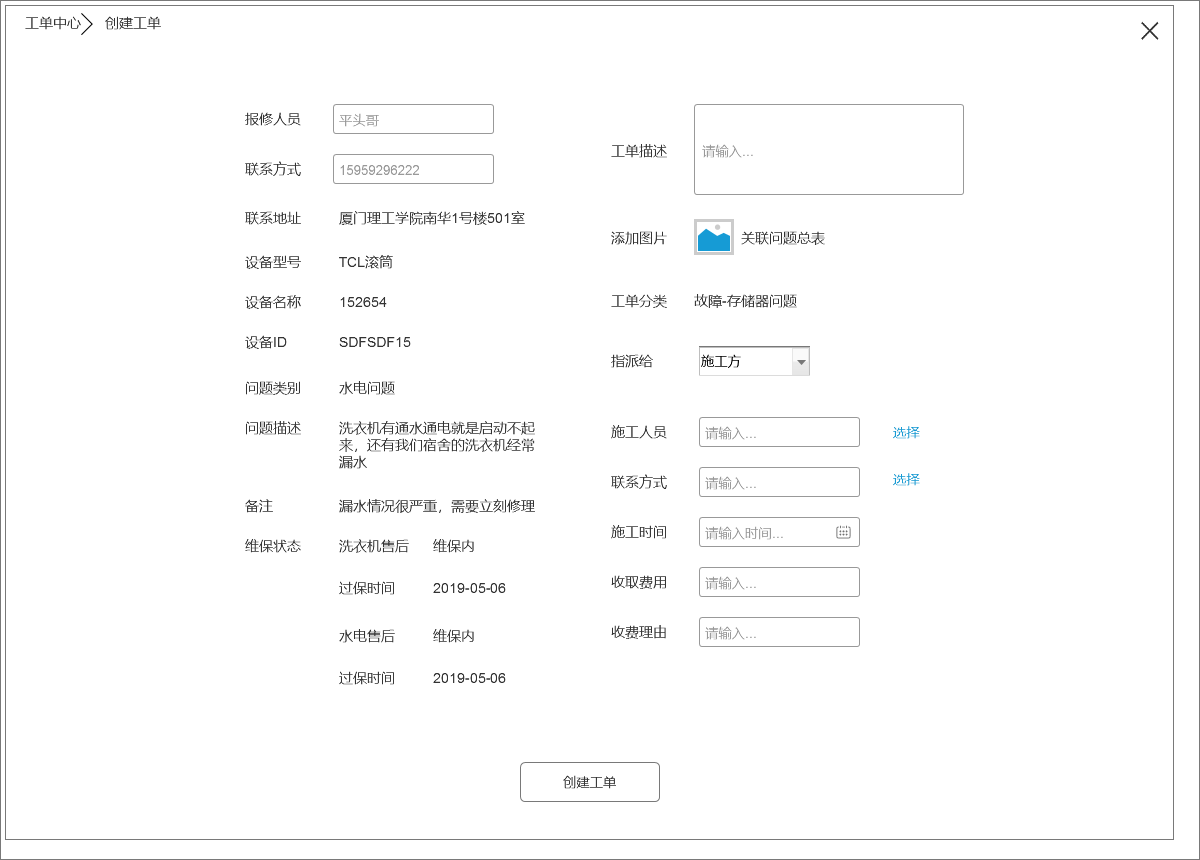 工单中心 创建工单
报修人员 平头哥
联系方式 15959296222
联系地址 厦门理工学院南华1号楼501室
设备型号 TCL滚筒
设备名称 152654
设备ID SDFSDF15
问题类别 水电问题
问题描述 洗衣机有通水通电就是启动不起
来，还有我们宿舍的洗衣机经常
漏水
备注 漏水情况很严重，需要立刻修理
维保状态 洗衣机售后 维保内
过保时间 2019-05-06
水电售后 维保内
过保时间 2019-05-06
工单描述 请输入...
添加图片 关联问题总表
工单分类 故障-存储器问题
指派给 施工方
施工人员 请输入... 选择
联系方式 请输入... 选择
施工时间 请输入时间...
收取费用 请输入...
收费理由 请输入...
创建工单